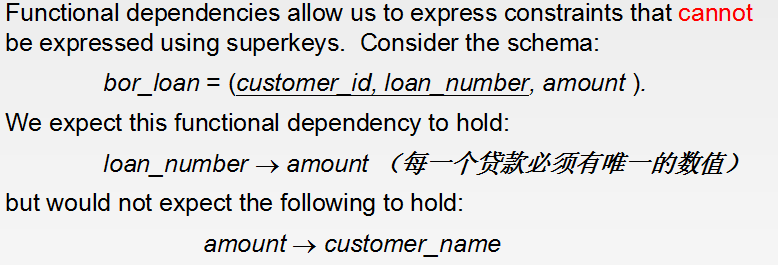 Functional dependencies allow us to express constraints that cannot
be expressed using superkeys. Consider the schema:
bor_loan = (customer_id, loan_number, amount ).
We expect this functional dependency to hold:
loan_number → amount （每一个贷款必须有唯一的数值）
but would not expect the following to hold:
amount → customer_name